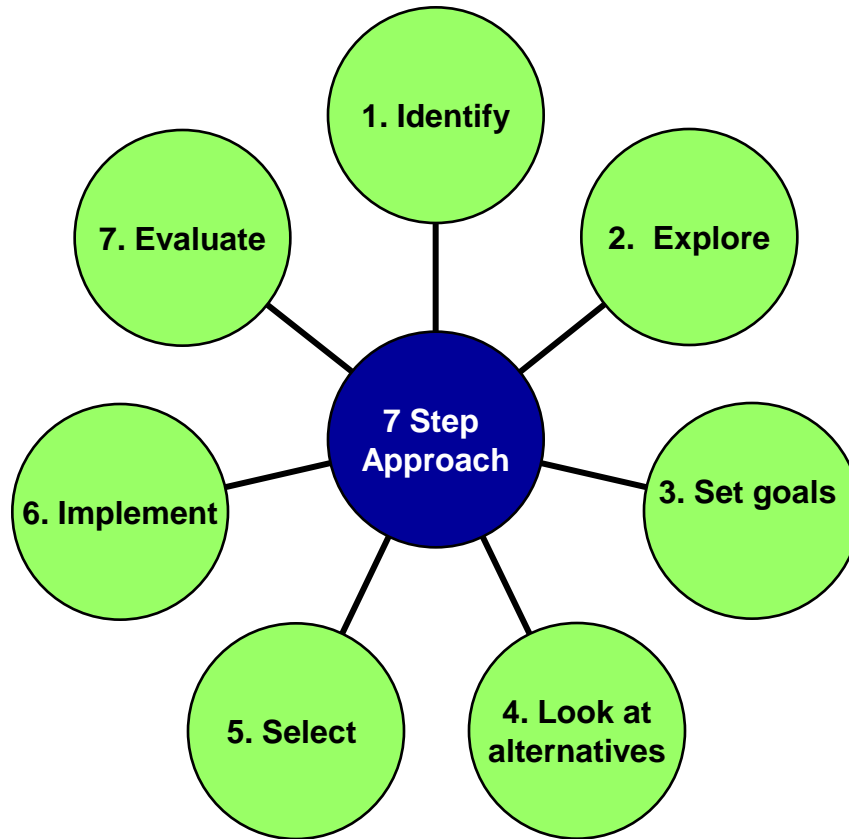 1. Identify
2.  Explore
3. Set goals
4. Look at
alternatives
5. Select
6. Implement
7. Evaluate
7 Step
Approach